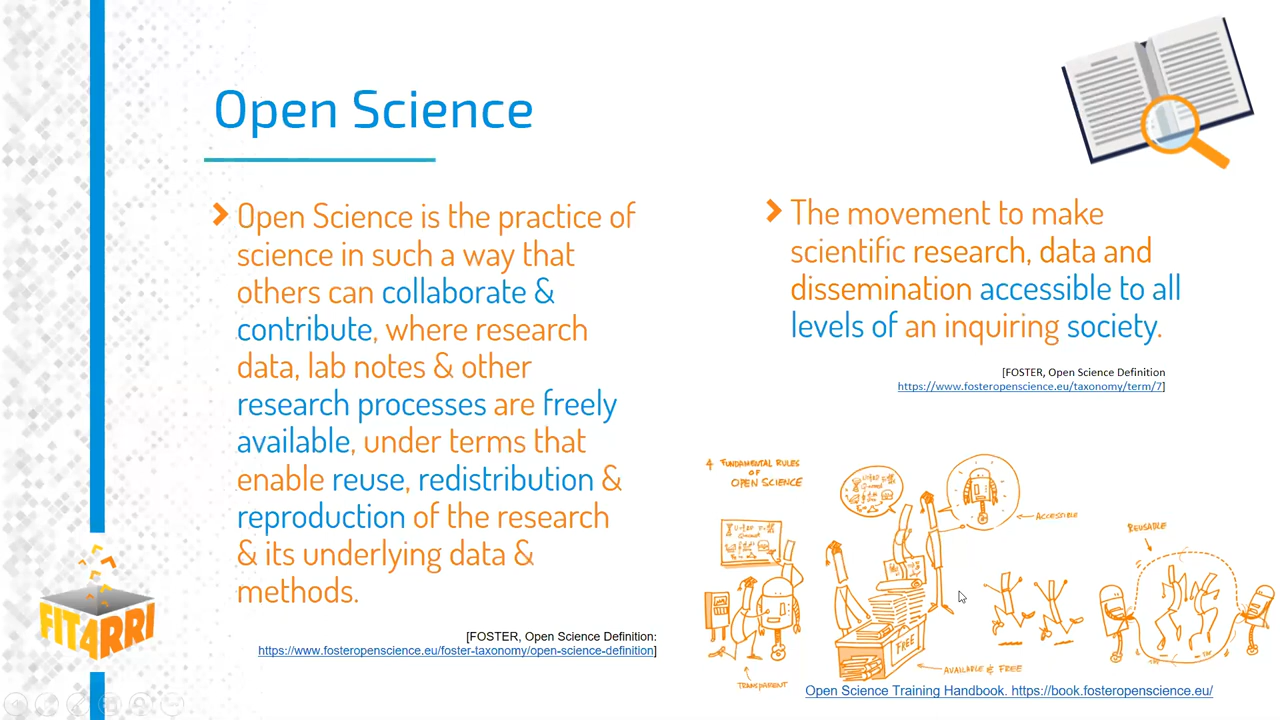 Open Science
Open Science is the practice of
science in such a way that
others can collaborate &
contribute, where research
data, lab notes & other
research processes are freely
available, under terms that
enable reuse, redistribution &
reproduction of the research
& its underlying data &
methods.
[FOSTER, Open Science Definition:
https://www.fosteropenscience.eu/foster-taxonomy/open-science-definition]
The movement to make
scientific research, data and
dissemination accessible to all
levels of an inquiring society.
[FOSTER, Open Science Definition
https://www.fosteropenscience.eu/taxonomy/term/7]
4 FUNDAMENTAL RULES
OF
OPEN SCIENCE
ACCESSIBLE
REUSABLE
FREE
AVAILABLE & FREE
TRANSPARENT
Open Science Training Handbook. https://book.fosteropenscience.eu/
FIT4RRI